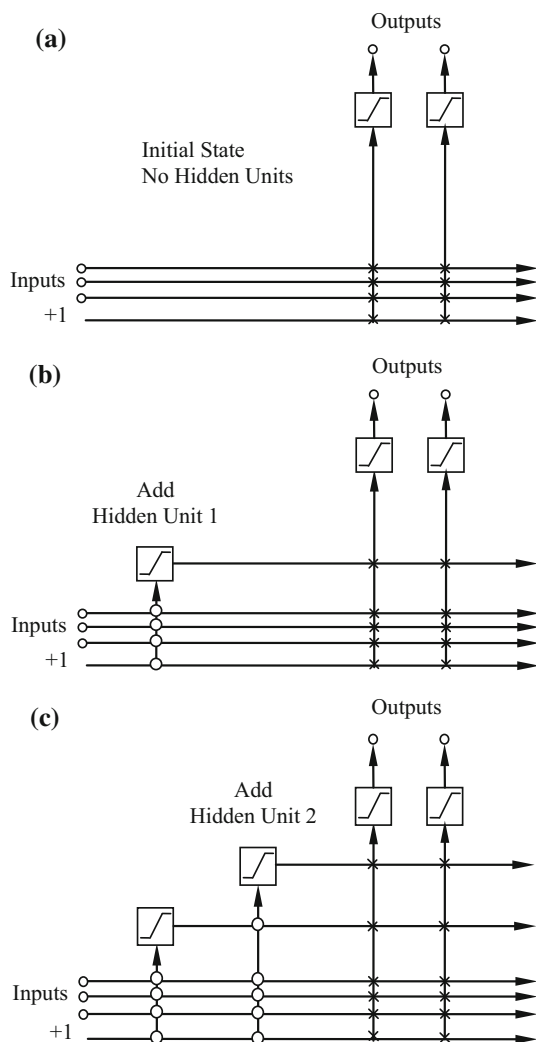 (a)
Outputs
Initial State
No Hidden Units
Inputs
+1
(b)
Outputs
Add
Hidden Unit 1
Inputs
+1
(c)
Outputs
Add
Hidden Unit 2
Inputs
+1